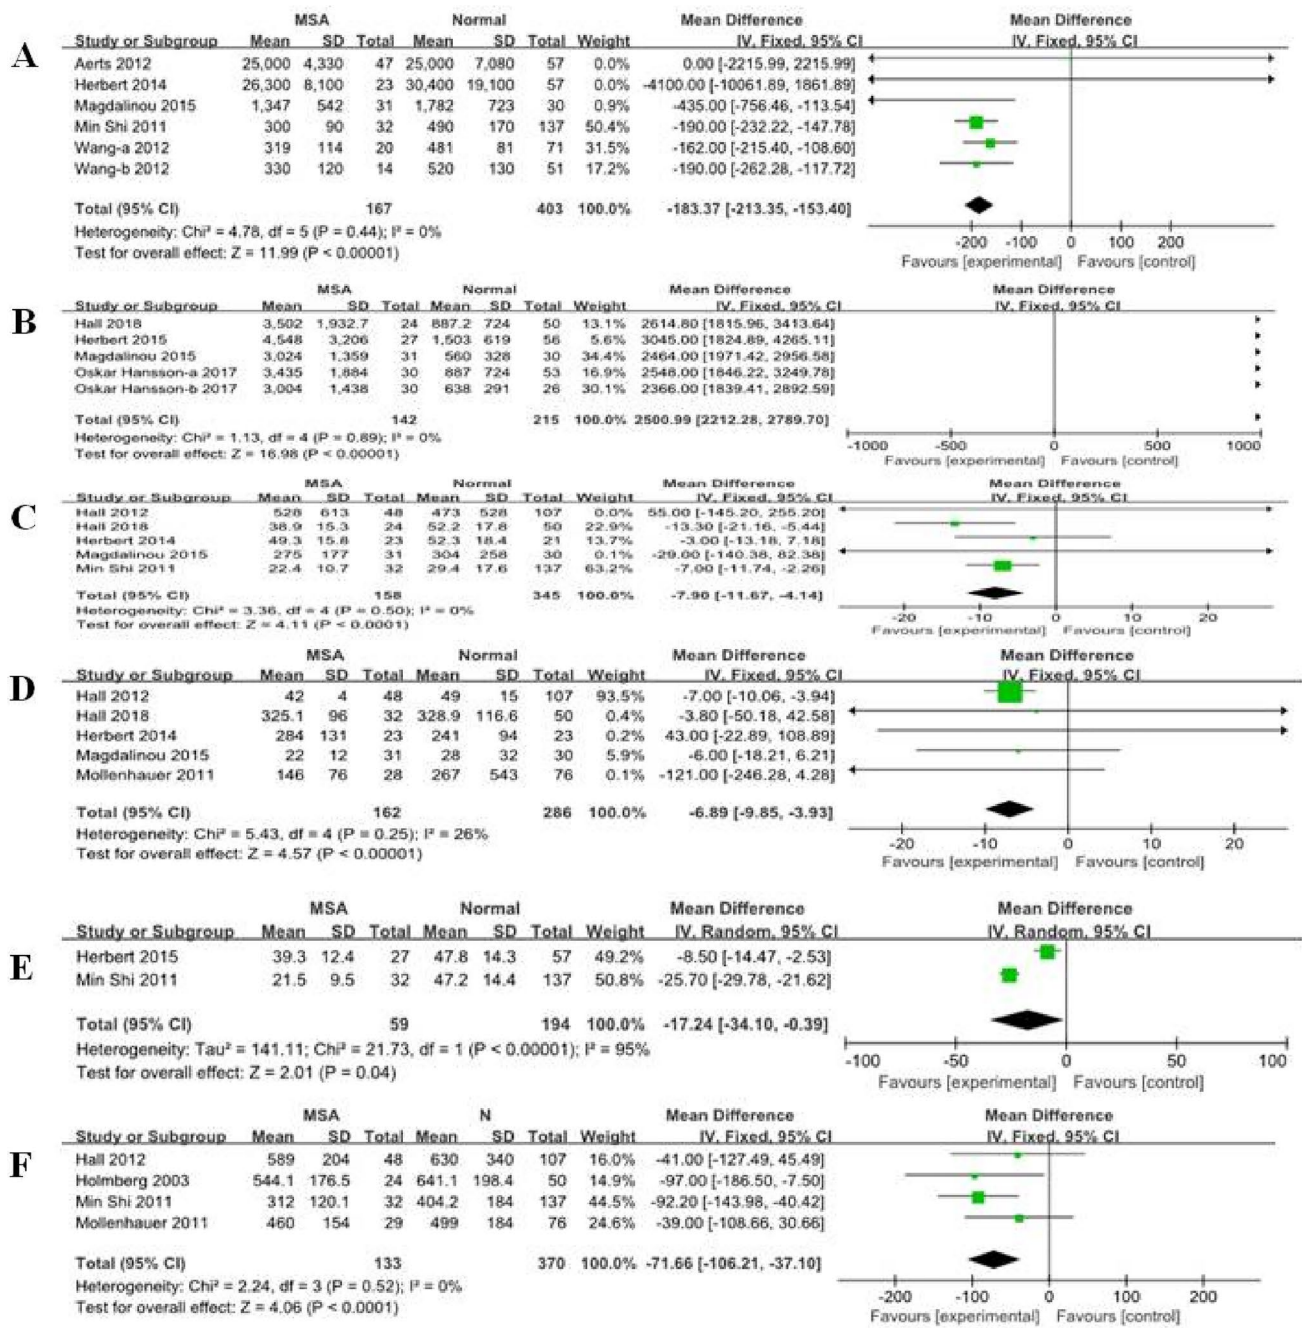 A
MSA Normal Mean Difference Mean Difference
Study or Subgroup Mean SD Total Mean SD Total Weight IV, Fixed, 95% CI IV, Fixed, 95% CI
Aerts 2012 25,000 4,330 47 25,000 7,080 57 0.0% 0.00 [-2215.99, 2215.99]
Herbert 2014 26,300 8,100 23 30,400 19,100 57 0.0% -4100.00 [-10061.89, 1861.89]
Magdalinou 2015 1,347 542 31 1,782 723 30 0.9% -435.00 [-756.46, -113.54]
Min Shi 2011 300 90 32 490 170 137 50.4% -190.00 [-232.22, -147.78]
Wang-a 2012 319 114 20 481 81 71 31.5% -162.00 [-215.40, -108.60]
Wang-b 2012 330 120 14 520 130 51 17.2% -190.00 [-262.28, -117.72]
Total (95% CI) 167 403 100.0% -183.37 [-213.35, -153.40]
Heterogeneity: Chi² = 4.78, df = 5 (P = 0.44); I² = 0%
Test for overall effect: Z = 11.99 (P < 0.00001)
-200 -100 0 100 200
Favours [experimental] Favours [control]
B
MSA Normal Mean Difference Mean Difference
Study or Subgroup Mean SD Total Mean SD Total Weight IV, Fixed, 95% CI IV, Fixed, 95% CI
Hall 2018 3,502 1,932.7 24 887.2 724 50 13.1% 2614.80 [1815.96, 3413.64]
Herbert 2015 4,548 3,206 27 1,503 619 56 5.6% 3045.00 [1824.89, 4265.11]
Magdalinou 2015 3,024 1,359 31 560 328 30 34.4% 2464.00 [1971.42, 2956.58]
Oskar Hansson-a 2017 3,435 1,884 30 887 724 53 16.9% 2548.00 [1846.22, 3249.78]
Oskar Hansson-b 2017 3,004 1,438 30 638 291 26 30.1% 2366.00 [1839.41, 2892.59]
Total (95% CI) 142 215 100.0% 2500.99 [2212.28, 2789.70]
Heterogeneity: Chi² = 1.13, df = 4 (P = 0.89); I² = 0%
Test for overall effect: Z = 16.98 (P < 0.00001)
-1000 -500 0 500 1000
Favours [experimental] Favours [control]
C
MSA Normal Mean Difference Mean Difference
Study or Subgroup Mean SD Total Mean SD Total Weight IV, Fixed, 95% CI IV, Fixed, 95% CI
Hall 2012 528 613 48 473 528 107 0.0% 55.00 [-145.20, 255.20]
Hall 2018 38.9 15.3 24 52.2 17.8 50 22.9% -13.30 [-21.16, -5.44]
Herbert 2014 49.3 15.8 23 52.3 18.4 21 13.7% -3.00 [-13.18, 7.18]
Magdalinou 2015 275 177 31 304 258 30 0.1% -29.00 [-140.38, 82.38]
Min Shi 2011 22.4 10.7 32 29.4 17.6 137 63.2% -7.00 [-11.74, -2.26]
Total (95% CI) 158 345 100.0% -7.90 [-11.67, -4.14]
Heterogeneity: Chi² = 3.36, df = 4 (P = 0.50); I² = 0%
Test for overall effect: Z = 4.11 (P < 0.0001)
-20 -10 0 10 20
Favours [experimental] Favours [control]
D
MSA Normal Mean Difference Mean Difference
Study or Subgroup Mean SD Total Mean SD Total Weight IV, Fixed, 95% CI IV, Fixed, 95% CI
Hall 2012 42 4 48 49 15 107 93.5% -7.00 [-10.06, -3.94]
Hall 2018 325.1 96 32 328.9 116.6 50 0.4% -3.80 [-50.18, 42.58]
Herbert 2014 284 131 23 241 94 23 0.2% 43.00 [-22.89, 108.89]
Magdalinou 2015 22 12 31 28 32 30 5.9% -6.00 [-18.21, 6.21]
Mollenhauer 2011 146 76 28 267 543 76 0.1% -121.00 [-246.28, 4.28]
Total (95% CI) 162 286 100.0% -6.89 [-9.85, -3.93]
Heterogeneity: Chi² = 5.43, df = 4 (P = 0.25); I² = 26%
Test for overall effect: Z = 4.57 (P < 0.00001)
-20 -10 0 10 20
Favours [experimental] Favours [control]
E
MSA Normal Mean Difference Mean Difference
Study or Subgroup Mean SD Total Mean SD Total Weight IV, Random, 95% CI IV, Random, 95% CI
Herbert 2015 39.3 12.4 27 47.8 14.3 57 49.2% -8.50 [-14.47, -2.53]
Min Shi 2011 21.5 9.5 32 47.2 14.4 137 50.8% -25.70 [-29.78, -21.62]
Total (95% CI) 59 194 100.0% -17.24 [-34.10, -0.39]
Heterogeneity: Tau² = 141.11; Chi² = 21.73, df = 1 (P < 0.00001); I² = 95%
Test for overall effect: Z = 2.01 (P = 0.04)
-100 -50 0 50 100
Favours [experimental] Favours [control]
F
MSA N Mean Difference Mean Difference
Study or Subgroup Mean SD Total Mean SD Total Weight IV, Fixed, 95% CI IV, Fixed, 95% CI
Hall 2012 589 204 48 630 340 107 16.0% -41.00 [-127.49, 45.49]
Holmberg 2003 544.1 176.5 24 641.1 198.4 50 14.9% -97.00 [-186.50, -7.50]
Min Shi 2011 312 120.1 32 404.2 184 137 44.5% -92.20 [-143.98, -40.42]
Mollenhauer 2011 460 154 29 499 184 76 24.6% -39.00 [-108.66, 30.66]
Total (95% CI) 133 370 100.0% -71.66 [-106.21, -37.10]
Heterogeneity: Chi² = 2.24, df = 3 (P = 0.52); I² = 0%
Test for overall effect: Z = 4.06 (P < 0.0001)
-200 -100 0 100 200
Favours [experimental] Favours [control]